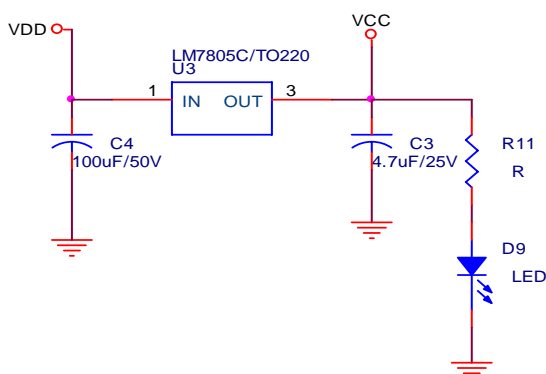 VDD
VCC
LM7805C/TO220
U3
1
3
IN
OUT
C4
100uF/50V
C3
4.7uF/25V
R11
R
D9
LED